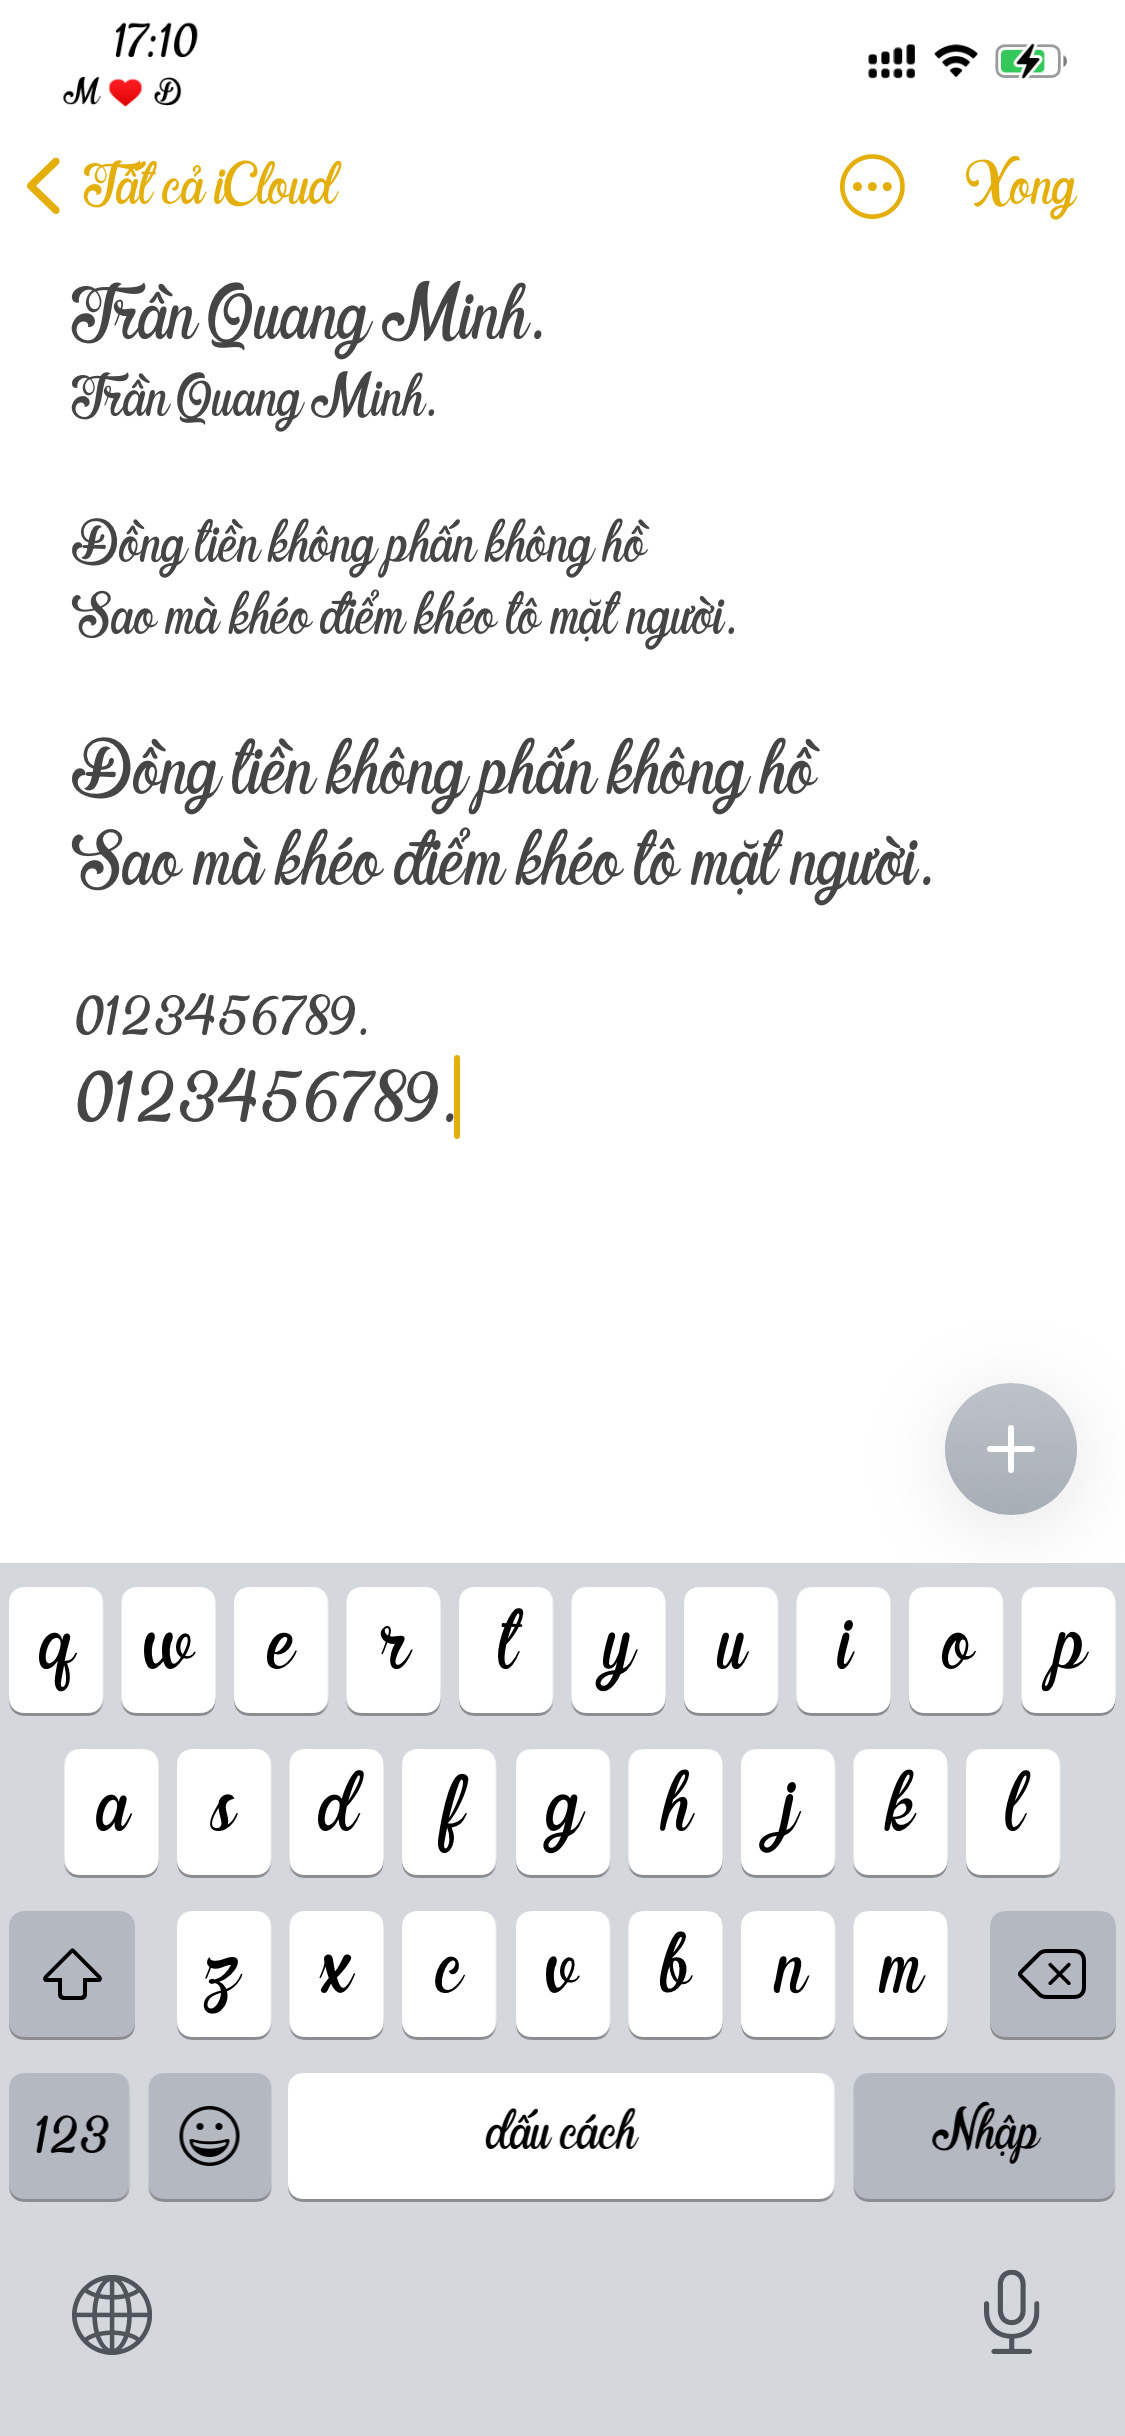 17:10
M ❤️ Đ
Tất cả iCloud
Xong
Trần Quang Minh.
Trần Quang Minh.
Đồng tiền không phấn không hồ
Sao mà khéo điểm khéo tô mặt người.
Đồng tiền không phấn không hồ
Sao mà khéo điểm khéo tô mặt người.
0123456789.
0123456789.
q w e r t y u i o p
a s d f g h j k l
z x c v b n m
123 dấu cách Nhập